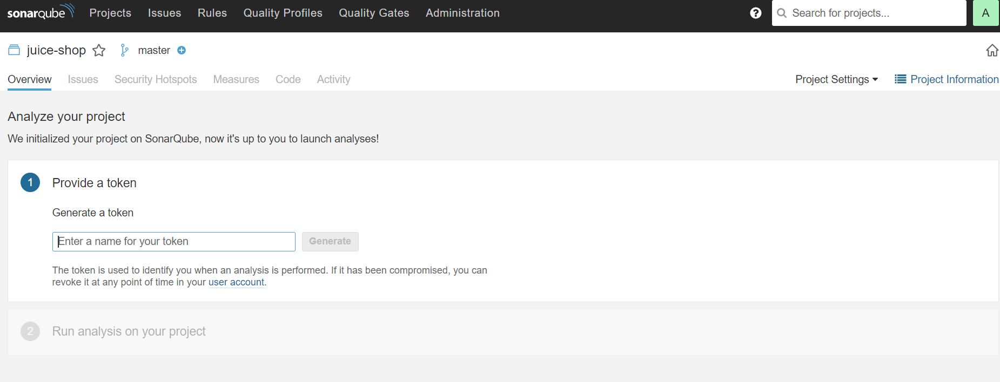 sonarqube Projects Issues Rules Quality Profiles Quality Gates Administration ? Search for projects... A
juice-shop master
Overview Issues Security Hotspots Measures Code Activity Project Settings Project Information
Analyze your project
We initialized your project on SonarQube, now it's up to you to launch analyses!
1 Provide a token
Generate a token
Enter a name for your token Generate
The token is used to identify you when an analysis is performed. If it has been compromised, you can
revoke it at any point of time in your user account.
2 Run analysis on your project